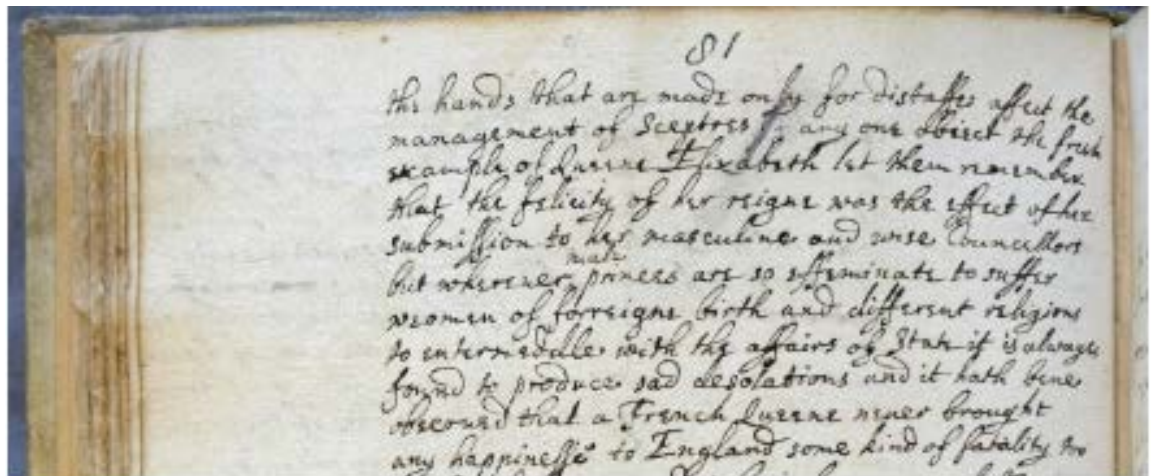 81
the hands that are made only for distaffes affect the
management of Sceptres If any one obiect the fresh
example of Queene Elizabeth let them remember
that the felicity of her reigne was the effect of her
submission to her masculine and wise Councellors
male
but wherever princes are so effeminate to suffer
weomen of forreigne birth and different religions
to entermeddle with the affairs of State it is alwayes
found to produce sad desolations and it hath bene
observed that a French Queene never brought
any happinesse to England some kind of fatality too